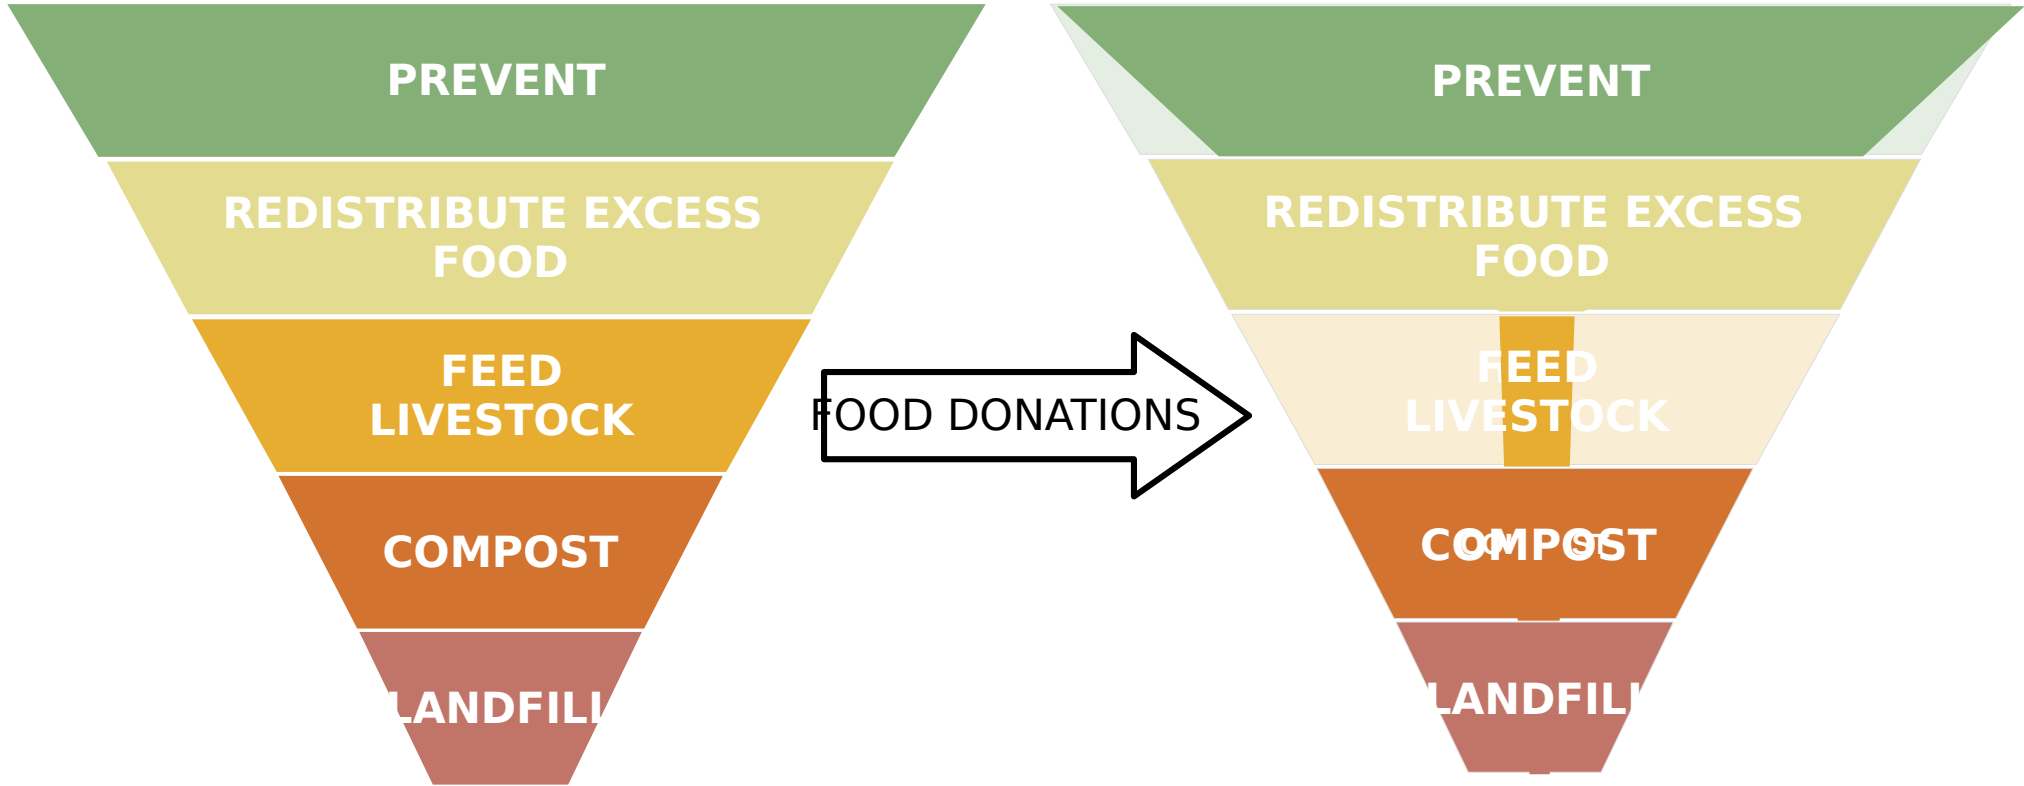 PREVENT
REDISTRIBUTE EXCESS
FOOD
FEED
LIVESTOCK
COMPOST
LANDFILL
FOOD DONATIONS
PREVENT
REDISTRIBUTE EXCESS
FOOD
FEED
LIVESTOCK
COMPOST
LANDFILL